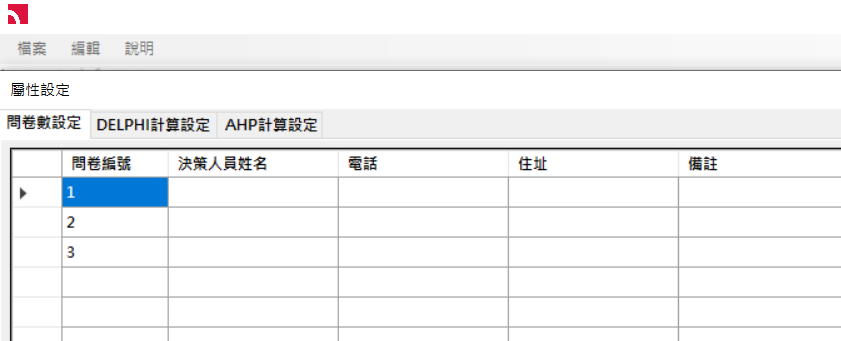 檔案 編輯 說明
屬性設定
問卷數設定 DELPHI計算設定 AHP計算設定
問卷編號 決策人員姓名 電話 住址 備註
1
2
3